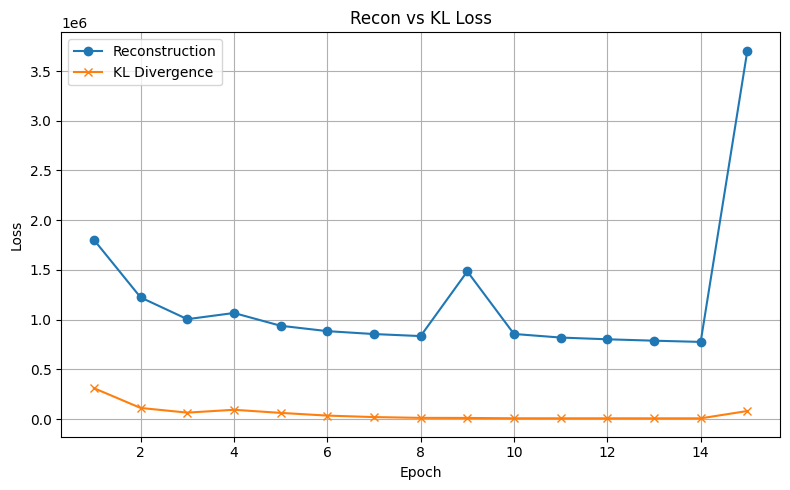 Recon vs KL Loss
1e6
Reconstruction
KL Divergence
3.5
3.0
2.5
2.0
1.5
1.0
0.5
0.0
Loss
2 4 6 8 10 12 14
Epoch